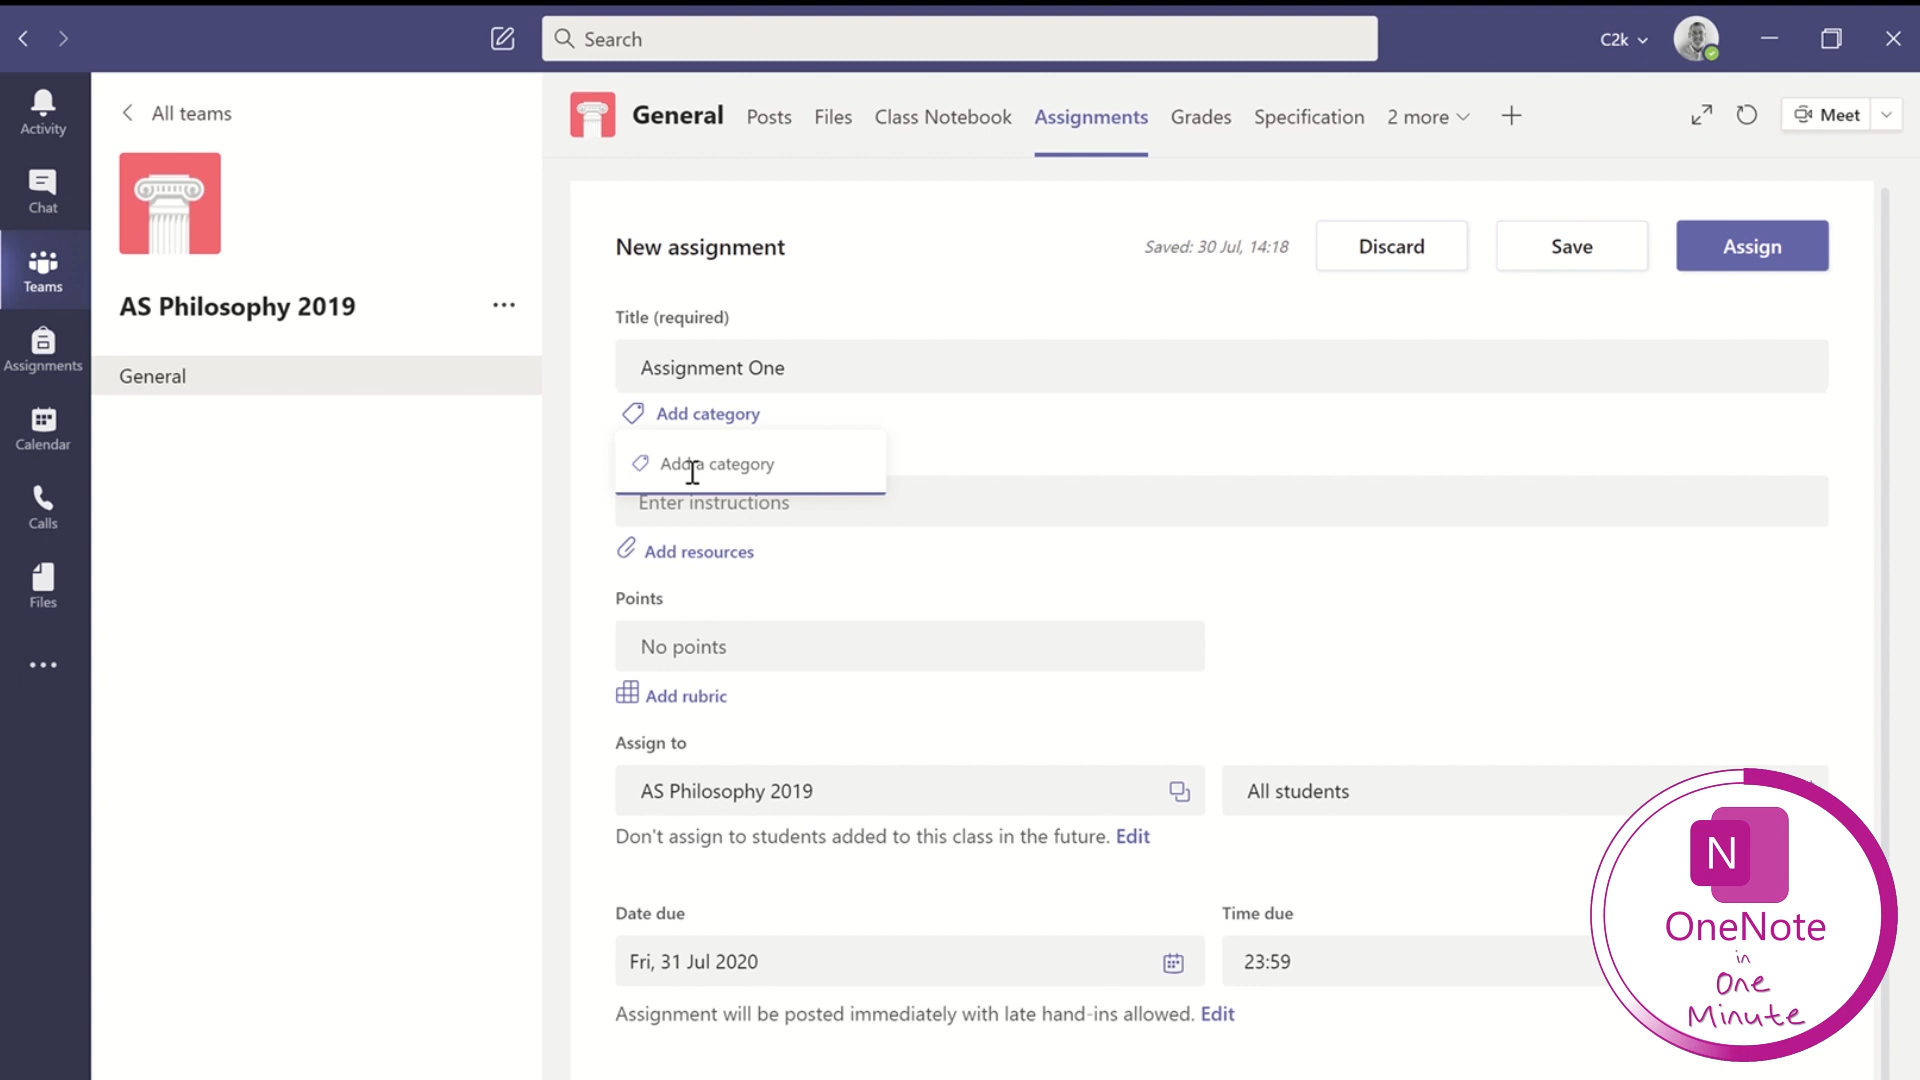 Search
C2k
Activity
Chat
Teams
Assignments
Calendar
Calls
Files
All teams
AS Philosophy 2019
General
General
Posts
Files
Class Notebook
Assignments
Grades
Specification
2 more
Meet
New assignment
Saved: 30 Jul, 14:18
Discard
Save
Assign
Title (required)
Assignment One
Add category
Add a category
Enter instructions
Add resources
Points
No points
Add rubric
Assign to
AS Philosophy 2019
All students
Don't assign to students added to this class in the future. Edit
Date due
Time due
Fri, 31 Jul 2020
23:59
Assignment will be posted immediately with late hand-ins allowed. Edit
N
OneNote
in
One
Minute